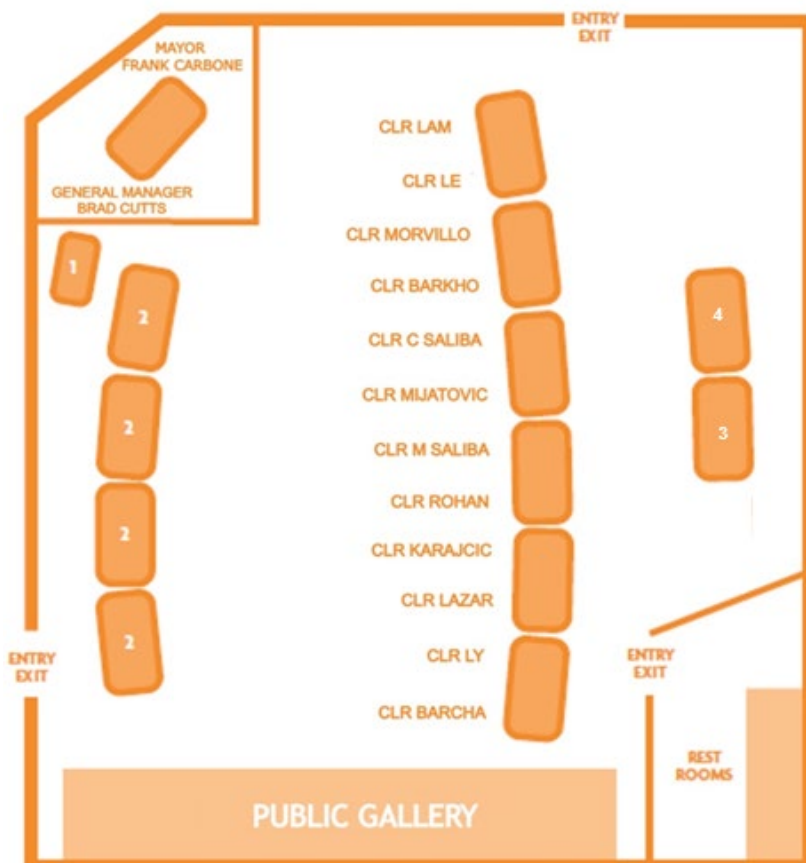 ENTRY
EXIT
MAYOR
FRANK CARBONE
GENERAL MANAGER
BRAD CUTTS
1
2
2
2
2
CLR LAM
CLR LE
CLR MORVILLO
CLR BARKHO
CLR C SALIBA
CLR MIJATOVIC
CLR M SALIBA
CLR ROHAN
CLR KARAJCIC
CLR LAZAR
CLR LY
CLR BARCHA
4
3
ENTRY
EXIT
ENTRY
EXIT
REST
ROOMS
PUBLIC GALLERY